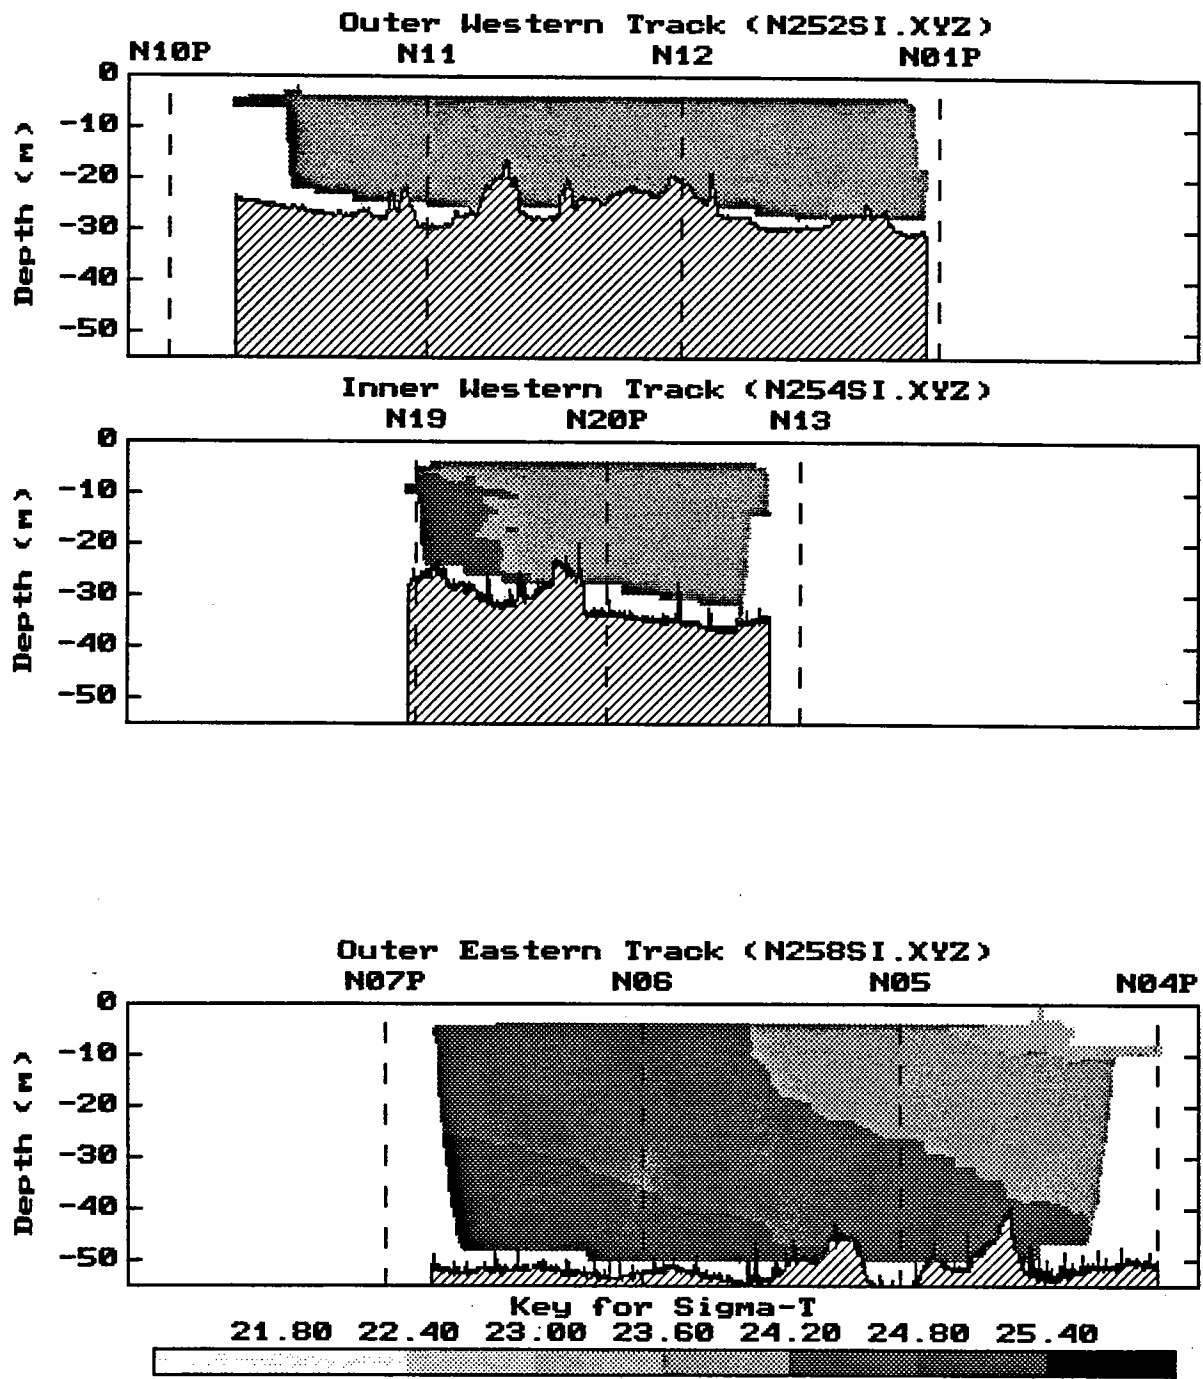 Outer Western Track (N252SI.XYZ)
N10P N11 N12 N01P
0
-10
-20
-30
-40
-50
Depth (m)
Inner Western Track (N254SI.XYZ)
N19 N20P N13
0
-10
-20
-30
-40
-50
Depth (m)
Outer Eastern Track (N258SI.XYZ)
N07P N06 N05 N04P
0
-10
-20
-30
-40
-50
Depth (m)
Key for Sigma-T
21.80 22.40 23.00 23.60 24.20 24.80 25.40